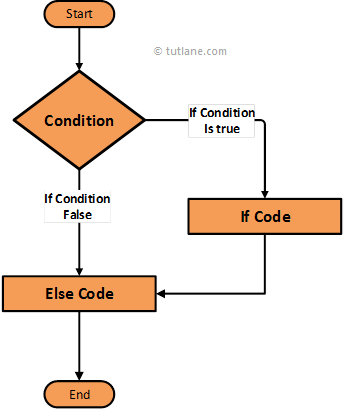 Start
© tutlane.com
Condition
If Condition
Is true
If Condition
False
If Code
Else Code
End